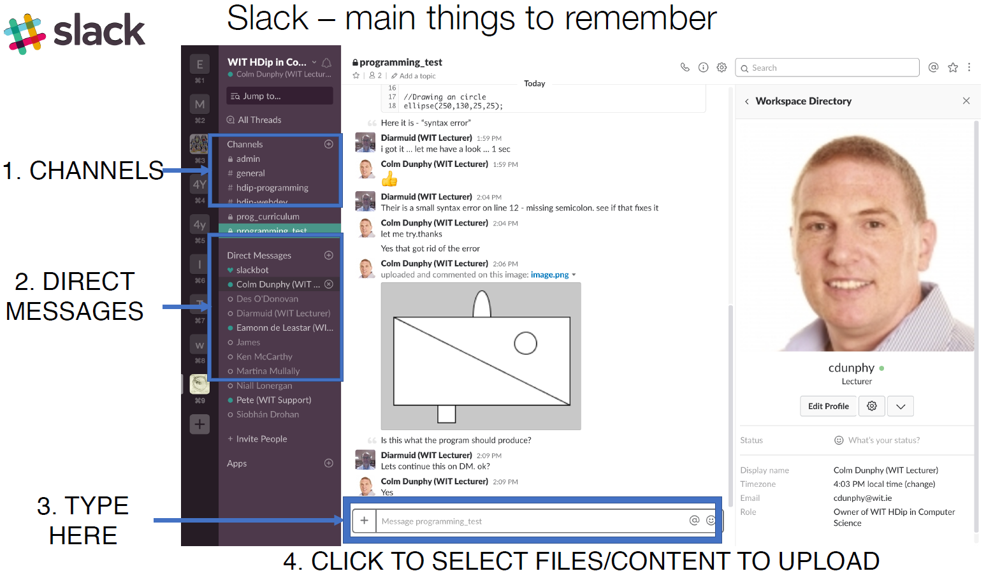 slack
Slack – main things to remember
1. CHANNELS
2. DIRECT
MESSAGES
3. TYPE
HERE
4. CLICK TO SELECT FILES/CONTENT TO UPLOAD
E
⌘1
M
⌘2
⌘3
4Y
⌘4
4y
⌘5
I
⌘6
⌘7
w
⌘8
⌘9
+
WIT HDip in Co...
Colm Dunphy (WIT Lectur...
Jump to...
All Threads
Channels
admin
# general
# hdip-programming
# hdip-webdev
prog_curriculum
programming_test
Direct Messages
slackbot
Colm Dunphy (WIT ...
Des O'Donovan
Diarmuid (WIT Lecturer)
Eamonn de Leastar (WI...
James
Ken McCarthy
Martina Mullally
Niall Lonergan
Pete (WIT Support)
Siobhán Drohan
+ Invite People
Apps
programming_test
2 | Add a topic
Search
Today
16
17 //Drawing an circle
18 ellipse(250,130,25,25);
Here it is - “syntax error”
Diarmuid (WIT Lecturer) 1:59 PM
i got it ... let me have a look ... 1 sec
Colm Dunphy (WIT Lecturer) 1:59 PM
Diarmuid (WIT Lecturer) 2:04 PM
Their is a small syntax error on line 12 - missing semicolon. see if that fixes it
Colm Dunphy (WIT Lecturer) 2:04 PM
let me try.thanks
Yes that got rid of the error
Colm Dunphy (WIT Lecturer) 2:06 PM
uploaded and commented on this image: image.png
Is this what the program should produce?
Diarmuid (WIT Lecturer) 2:09 PM
Lets continue this on DM. ok?
Colm Dunphy (WIT Lecturer) 2:09 PM
Yes
+ Message programming_test @
Workspace Directory
cdunphy
Lecturer
Edit Profile
Status What's your status?
Display name Colm Dunphy (WIT Lecturer)
Timezone 4:03 PM local time (change)
Email cdunphy@wit.ie
Role Owner of WIT HDip in Computer
Science